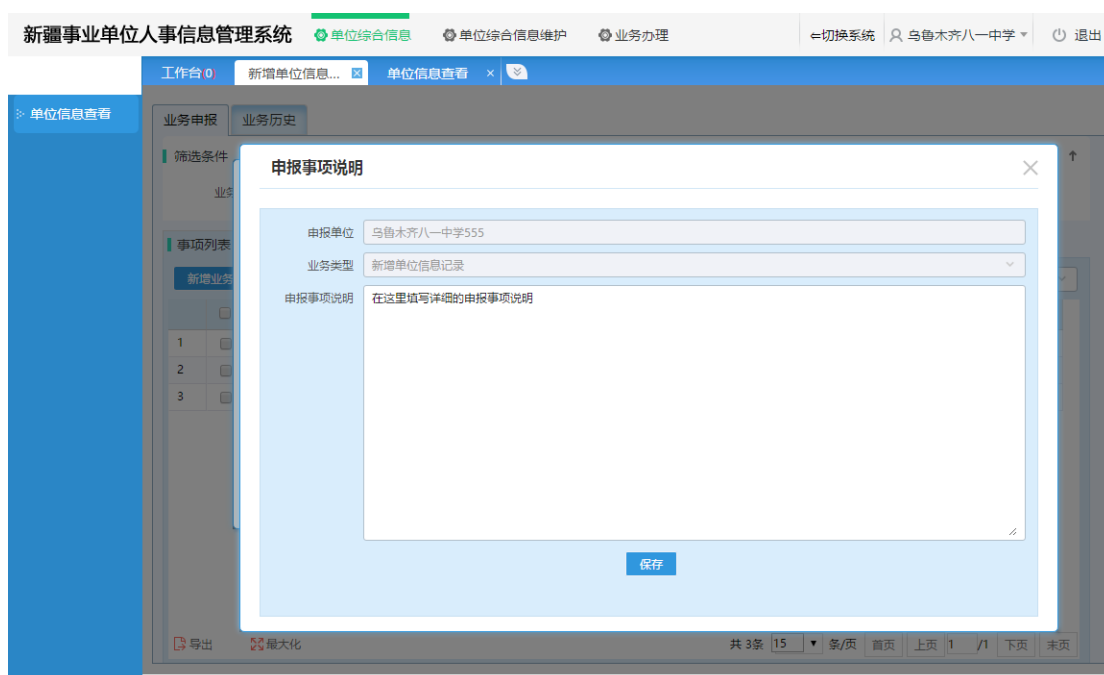 新疆事业单位人事信息管理系统 单位综合信息 单位综合信息维护 业务办理 ⇐切换系统 乌鲁木齐八一中学 退出
工作台(0) 新增单位信息... 单位信息查看 ×
单位信息查看
业务申报 业务历史
筛选条件
申报事项说明
申报单位 乌鲁木齐八一中学555
事项列表
业务类型 新增单位信息记录
新增业务
申报事项说明 在这里填写详细的申报事项说明
1
2
3
保存
导出 最大化 共 3条 15 条/页 首页 上页 1 /1 下页 末页